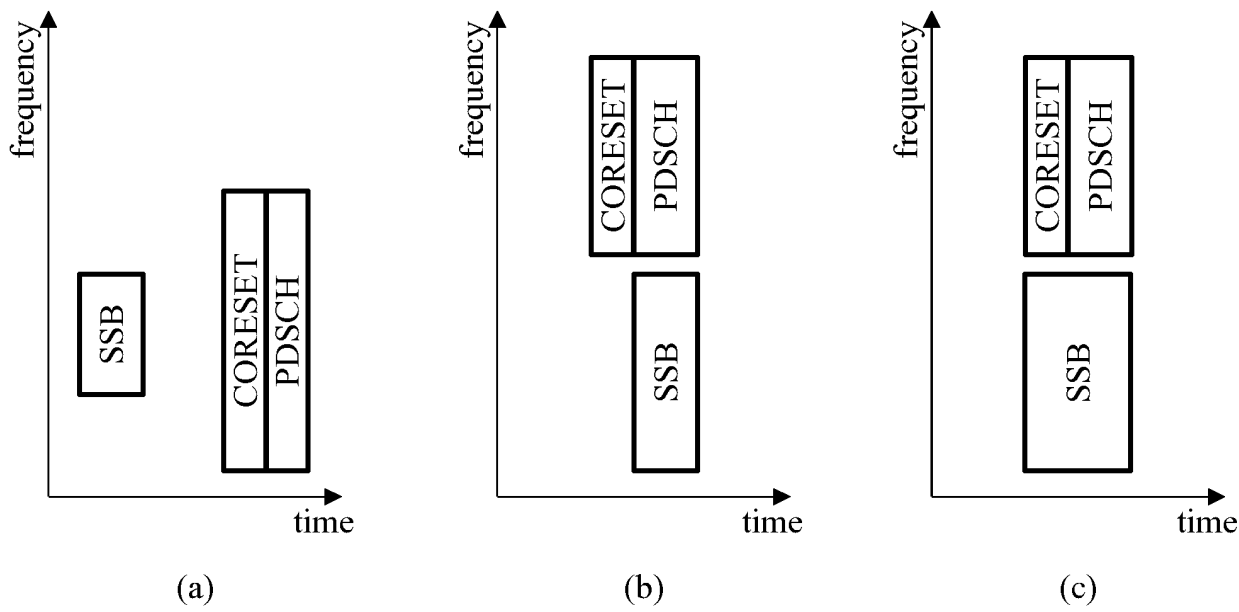 frequency
SSB
CORESET
PDSCH
time
(a)
frequency
CORESET
PDSCH
SSB
time
(b)
frequency
CORESET
PDSCH
SSB
time
(c)